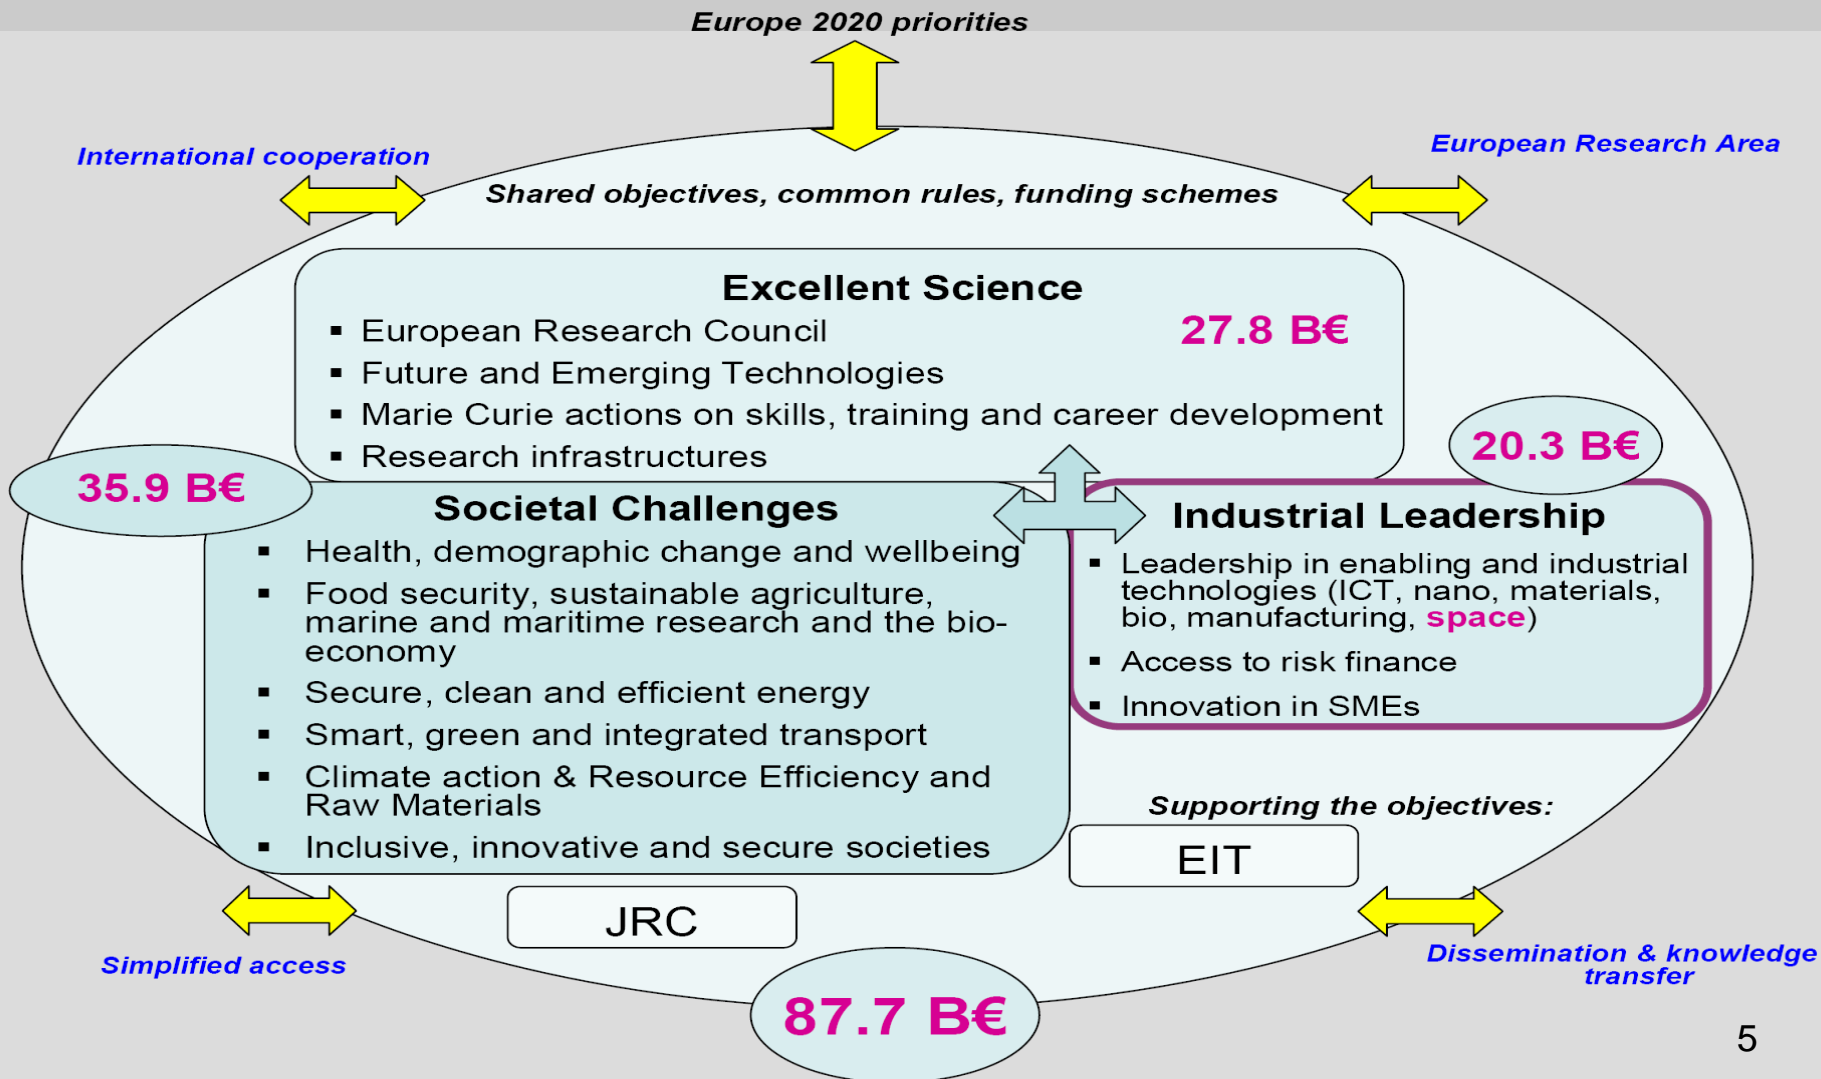 Europe 2020 priorities
International cooperation
European Research Area
Shared objectives, common rules, funding schemes
Excellent Science
▪ European Research Council
27.8 B€
▪ Future and Emerging Technologies
▪ Marie Curie actions on skills, training and career development
▪ Research infrastructures
35.9 B€
20.3 B€
Societal Challenges
▪ Health, demographic change and wellbeing
▪ Food security, sustainable agriculture,
marine and maritime research and the bio-
economy
▪ Secure, clean and efficient energy
▪ Smart, green and integrated transport
▪ Climate action & Resource Efficiency and
Raw Materials
▪ Inclusive, innovative and secure societies
Industrial Leadership
▪ Leadership in enabling and industrial
technologies (ICT, nano, materials,
bio, manufacturing, space)
▪ Access to risk finance
▪ Innovation in SMEs
Supporting the objectives:
EIT
JRC
Simplified access
Dissemination & knowledge
transfer
87.7 B€
5